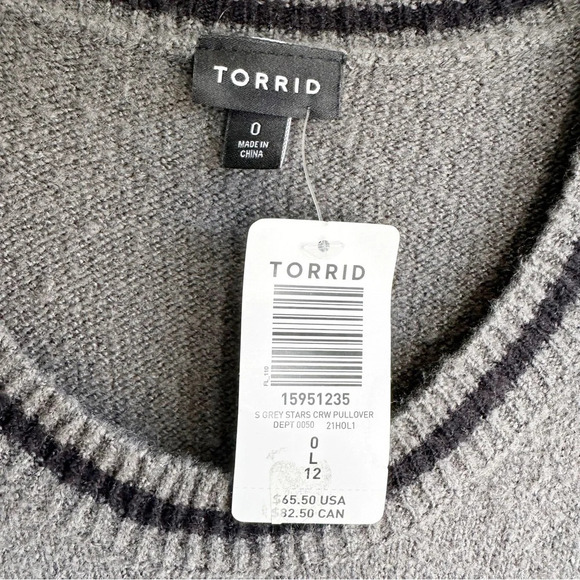 TORRID
0
MADE IN
CHINA
TORRID
FL_110
15951235
S GREY STARS CRW PULLOVER
DEPT 0050 21HOL1
0
L
12
$65.50 USA
$82.50 CAN